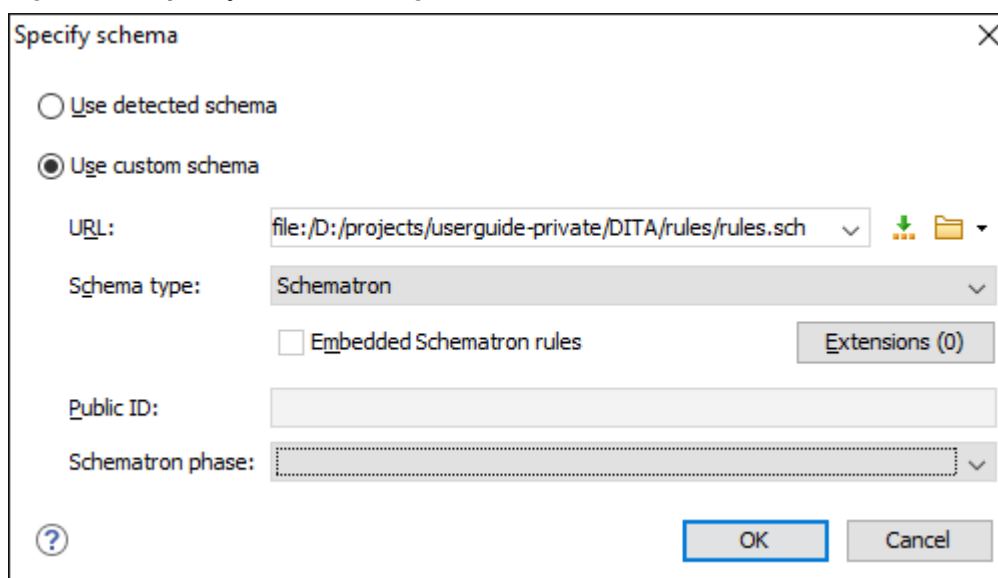 Specify schema
Use detected schema
Use custom schema
URL: file:/D:/projects/userguide-private/DITA/rules/rules.sch
Schema type: Schematron
Embedded Schematron rules Extensions (0)
Public ID:
Schematron phase:
? OK Cancel